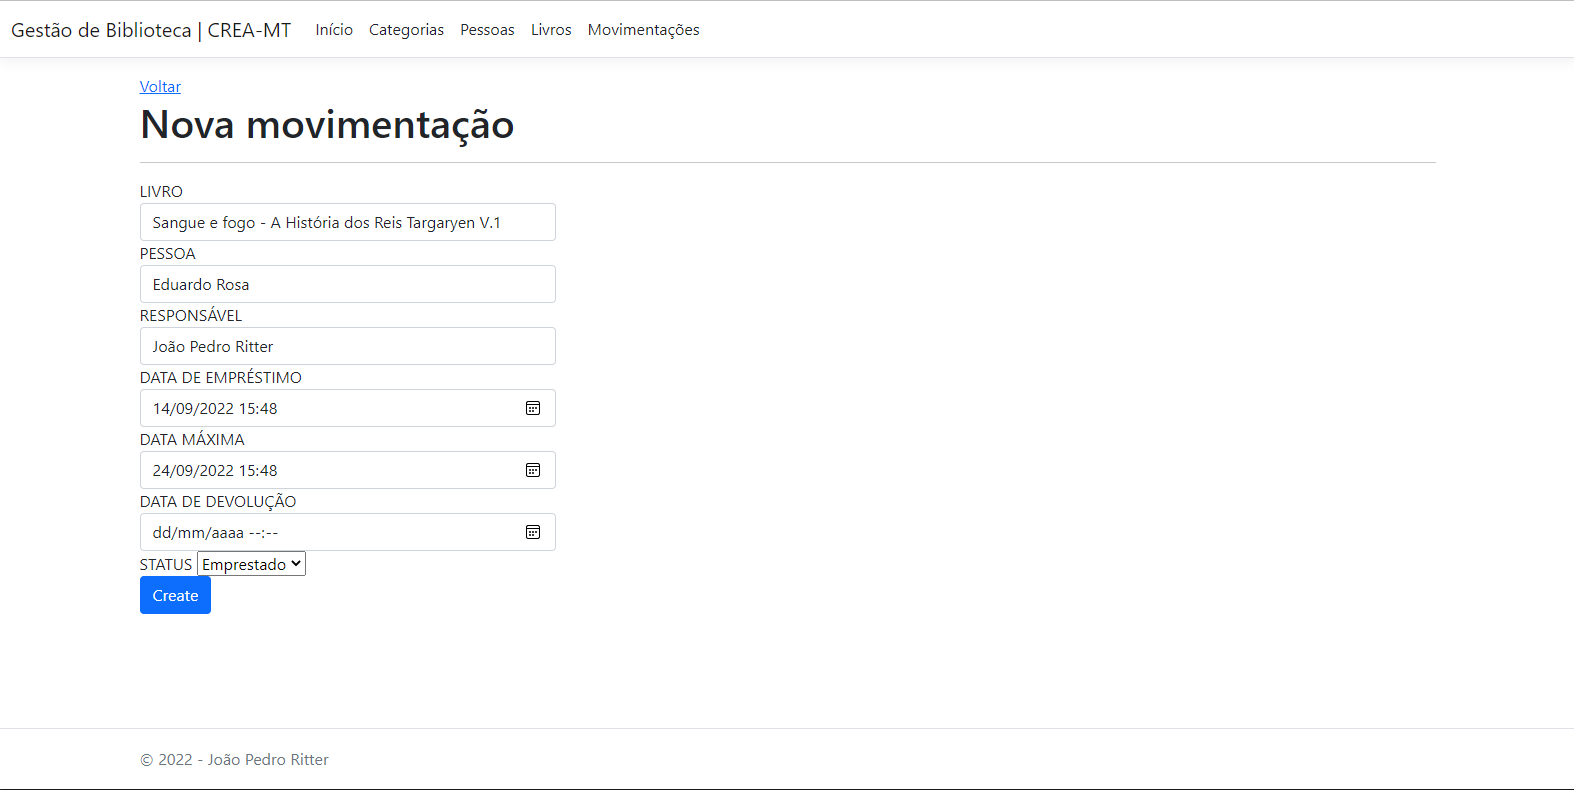 Gestão de Biblioteca | CREA-MT Início Categorias Pessoas Livros Movimentações
Voltar
Nova movimentação
LIVRO
Sangue e fogo - A História dos Reis Targaryen V.1
PESSOA
Eduardo Rosa
RESPONSÁVEL
João Pedro Ritter
DATA DE EMPRÉSTIMO
14/09/2022 15:48
DATA MÁXIMA
24/09/2022 15:48
DATA DE DEVOLUÇÃO
dd/mm/aaaa --:--
STATUS Emprestado
Create
© 2022 - João Pedro Ritter